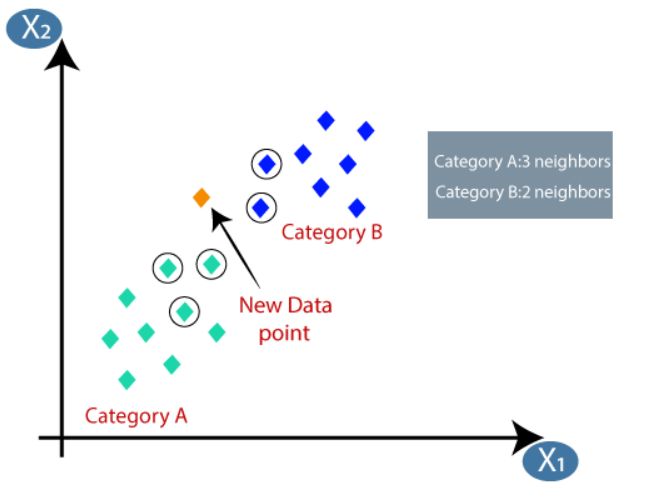 X2
Category A:3 neighbors
Category B:2 neighbors
Category B
New Data
point
Category A
X1